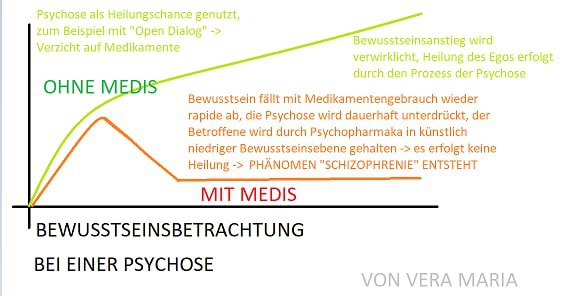 Psychose als Heilungschance genutzt,
zum Beispiel mit "Open Dialog" ->
Verzicht auf Medikamente
Bewusstseinsanstieg wird
verwirklicht, Heilung des Egos erfolgt
durch den Prozess der Psychose
OHNE MEDIS
Bewusstsein fällt mit Medikamentengebrauch wieder
rapide ab, die Psychose wird dauerhaft unterdrückt, der
Betroffene wird durch Psychopharmaka in künstlich
niedriger Bewusstseinsebene gehalten -> es erfolgt keine
Heilung -> PHÄNOMEN "SCHIZOPHRENIE" ENTSTEHT
MIT MEDIS
BEWUSSTSEINSBETRACHTUNG
BEI EINER PSYCHOSE
VON VERA MARIA